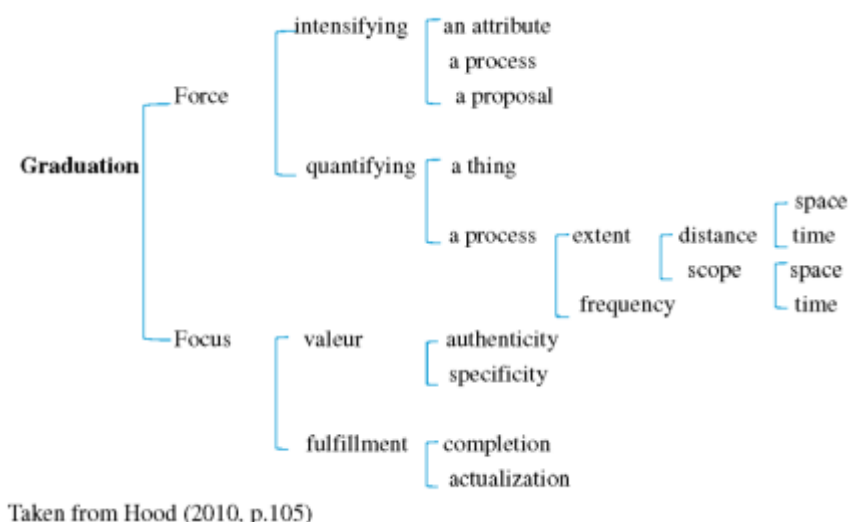 intensifying an attribute
a process
Force a proposal
Graduation quantifying a thing
space
a process extent distance time
scope space
frequency time
Focus valeur authenticity
specificity
fulfillment completion
actualization
Taken from Hood (2010, p.105)